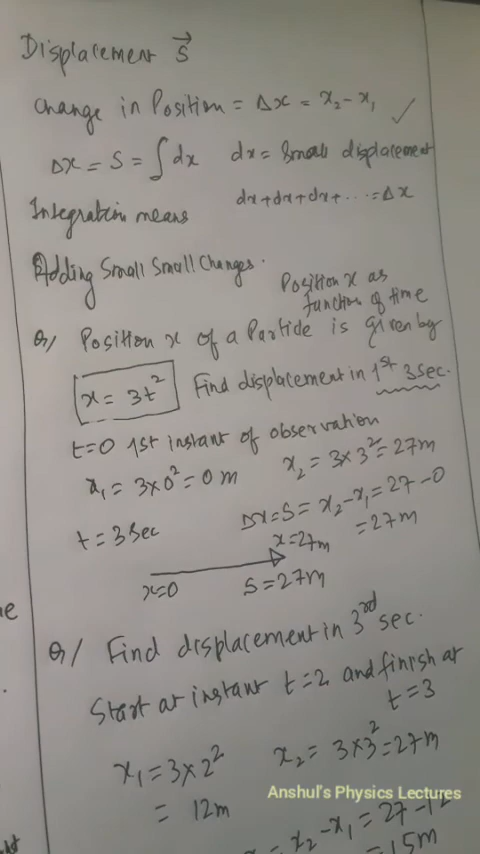 Displacement S⃗
Change in Position = Δx = x₂ - x₁ ✓
Δx = S = ∫dx dx = Small displacement
dx+dx+dx+....=Δx
Integration means
Adding Small Small Changes.
Position x as
function of time
Q/ Position x of a Particle is given by
x = 3t² Find displacement in 1st 3sec.
t=0 1st instant of observation
x₁ = 3×0² = 0 m x₂ = 3×3² = 27m
t = 3 Sec Δx=S= x₂-x₁ = 27-0
= 27m
x=27m
x=0 S=27m
Q/ Find displacement in 3rd sec.
Start at instant t=2 and finish at
t=3
x₁ = 3×2² x₂ = 3×3² = 27m
= 12m
Anshul's Physics Lectures
= x₂-x₁ = 27-12
= 15m